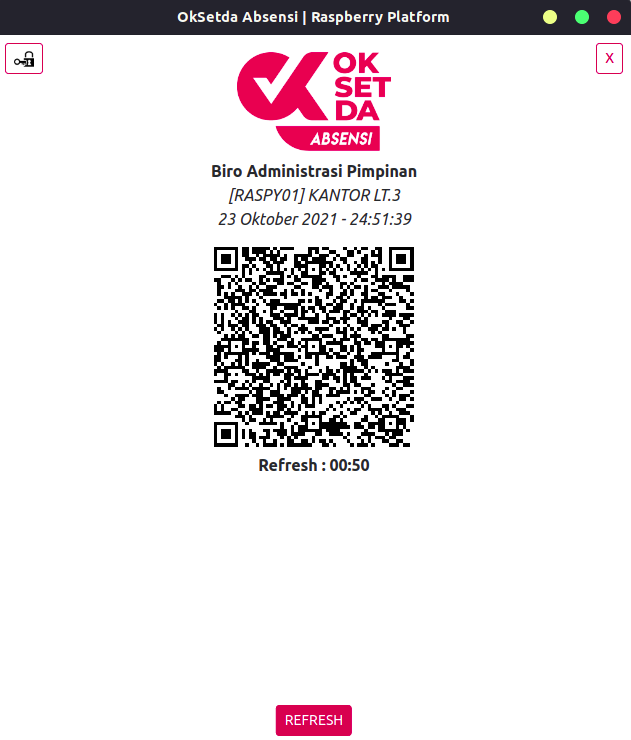 OkSetda Absensi | Raspberry Platform
X
OK
SET
DA
ABSENSI
Biro Administrasi Pimpinan
[RASPY01] KANTOR LT.3
23 Oktober 2021 - 24:51:39
Refresh : 00:50
REFRESH